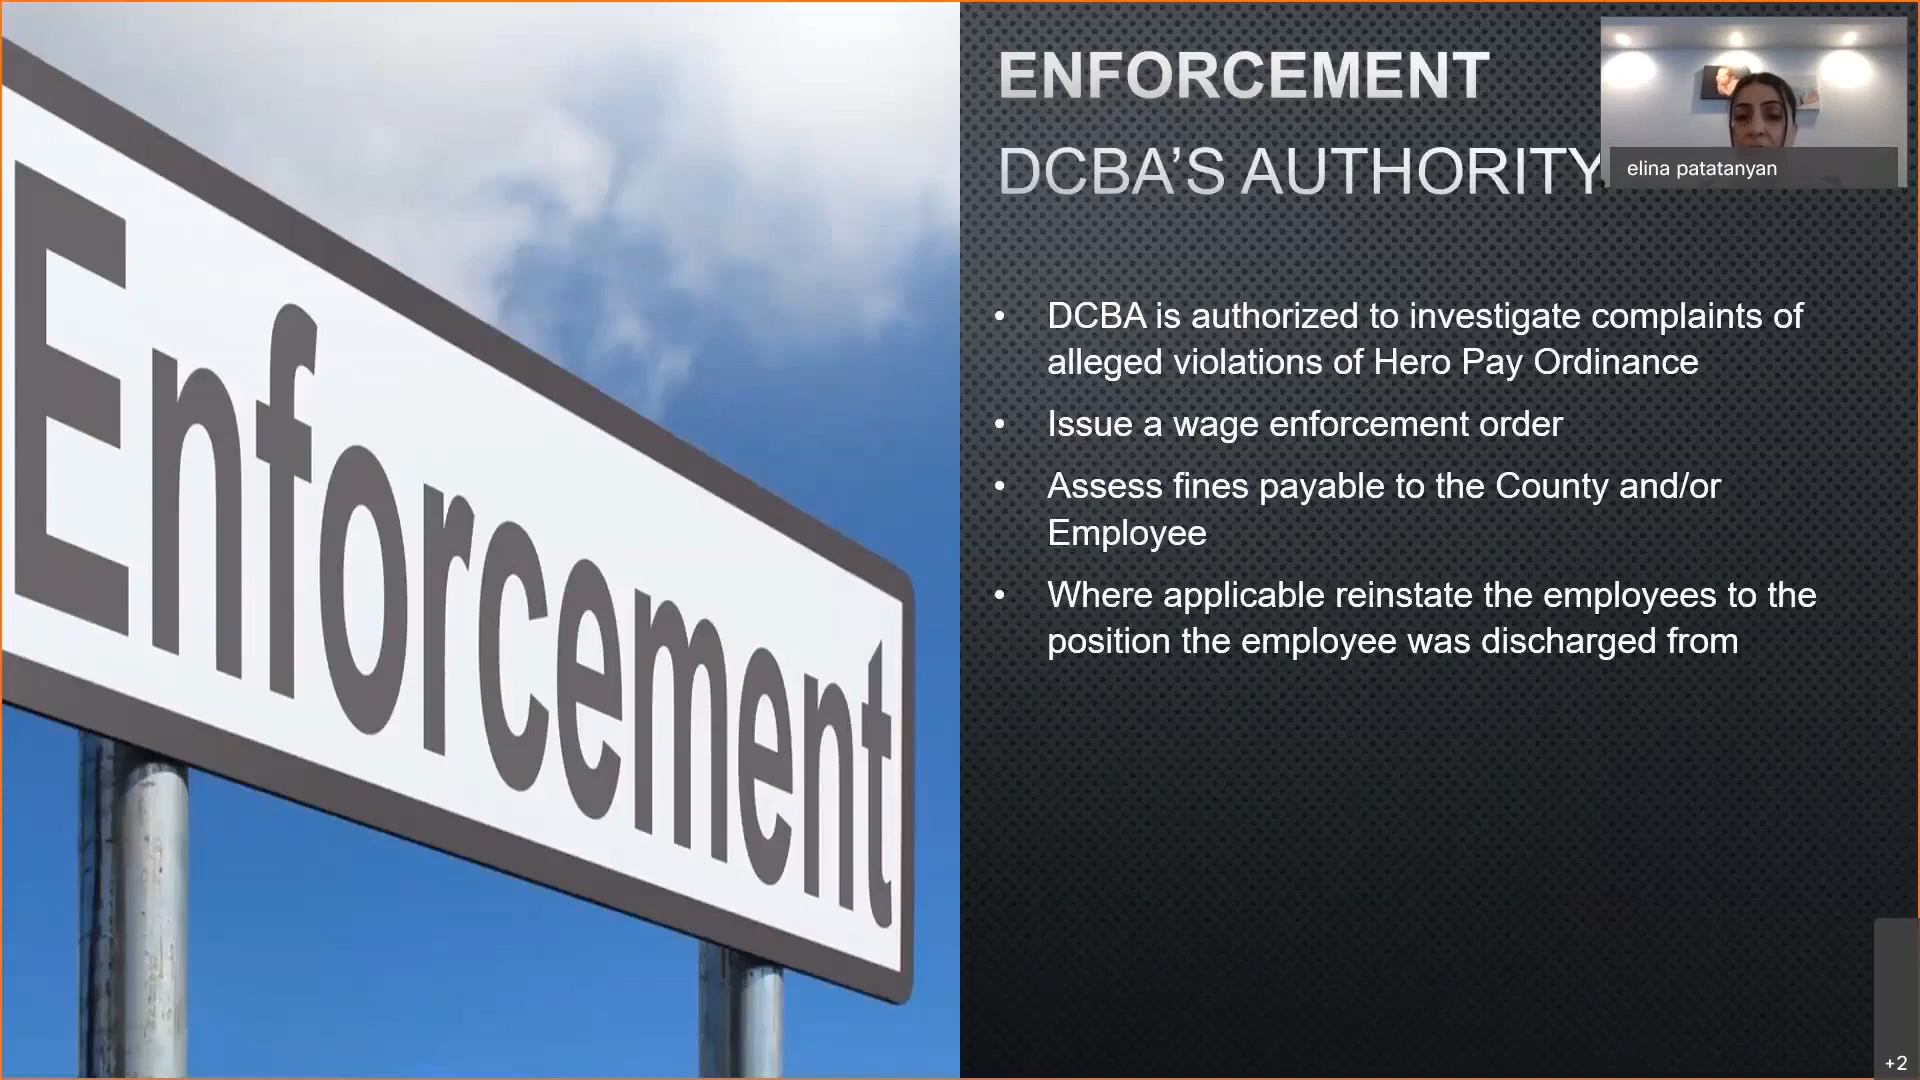 Enforcement
ENFORCEMENT
DCBA'S AUTHORITY
elina patatanyan
• DCBA is authorized to investigate complaints of
alleged violations of Hero Pay Ordinance
• Issue a wage enforcement order
• Assess fines payable to the County and/or
Employee
• Where applicable reinstate the employees to the
position the employee was discharged from
+2